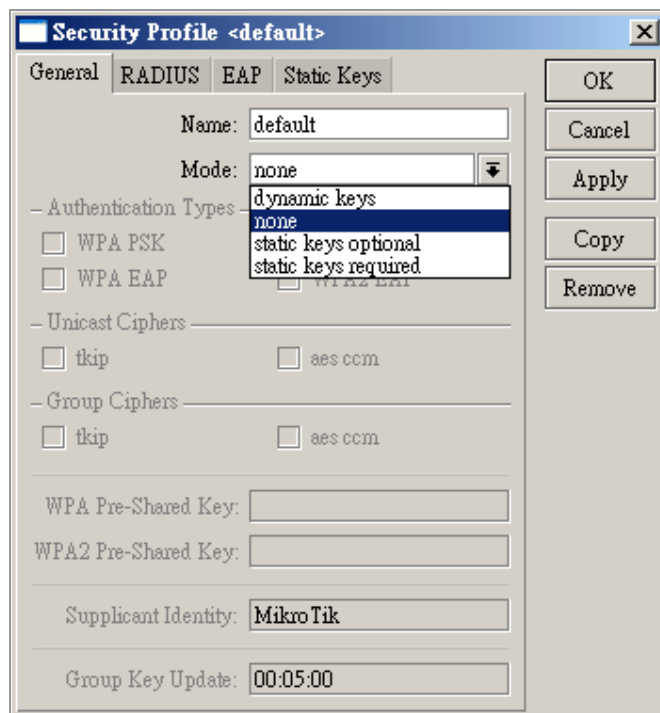 Security Profile <default>
General RADIUS EAP Static Keys
Name: default
Mode: none
dynamic keys
none
static keys optional
static keys required
Authentication Types
WPA PSK
WPA EAP WPA2 EAP
Unicast Ciphers
tkip aes ccm
Group Ciphers
tkip aes ccm
WPA Pre-Shared Key:
WPA2 Pre-Shared Key:
Supplicant Identity: MikroTik
Group Key Update: 00:05:00
OK
Cancel
Apply
Copy
Remove